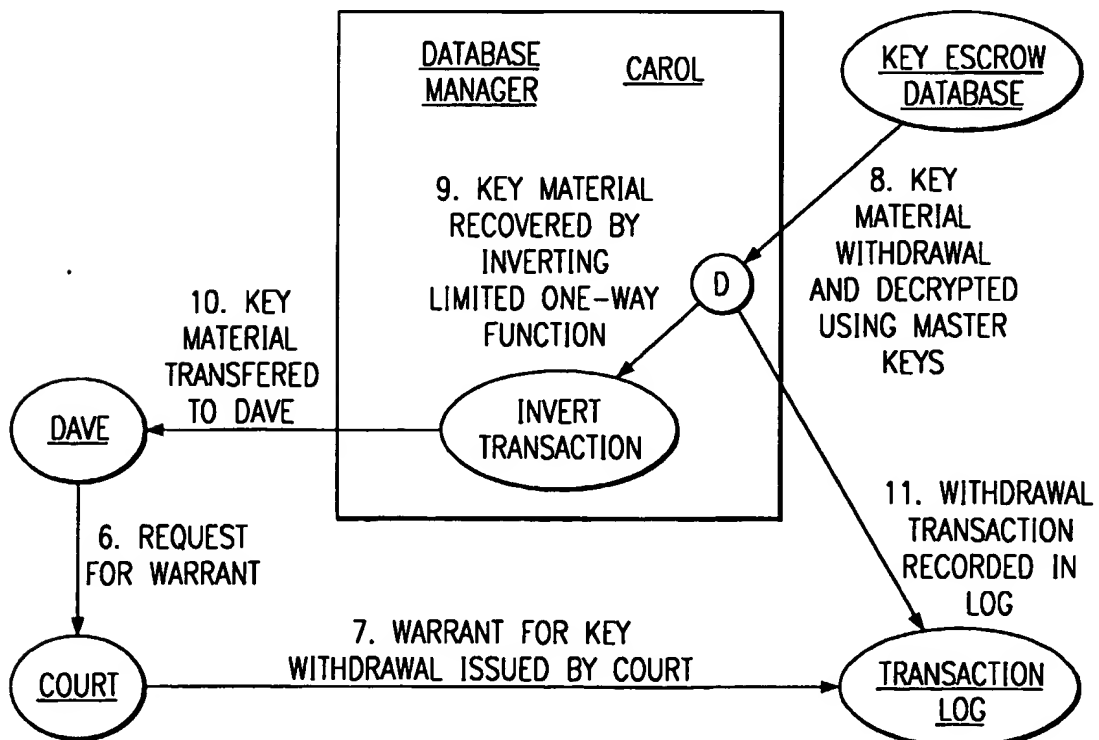 DATABASE
MANAGER
CAROL
KEY ESCROW
DATABASE
9. KEY MATERIAL
RECOVERED BY
INVERTING
LIMITED ONE-WAY
FUNCTION
8. KEY
MATERIAL
WITHDRAWAL
AND DECRYPTED
USING MASTER
KEYS
D
10. KEY
MATERIAL
TRANSFERED
TO DAVE
DAVE
INVERT
TRANSACTION
6. REQUEST
FOR WARRANT
11. WITHDRAWAL
TRANSACTION
RECORDED IN
LOG
7. WARRANT FOR KEY
WITHDRAWAL ISSUED BY COURT
COURT
TRANSACTION
LOG